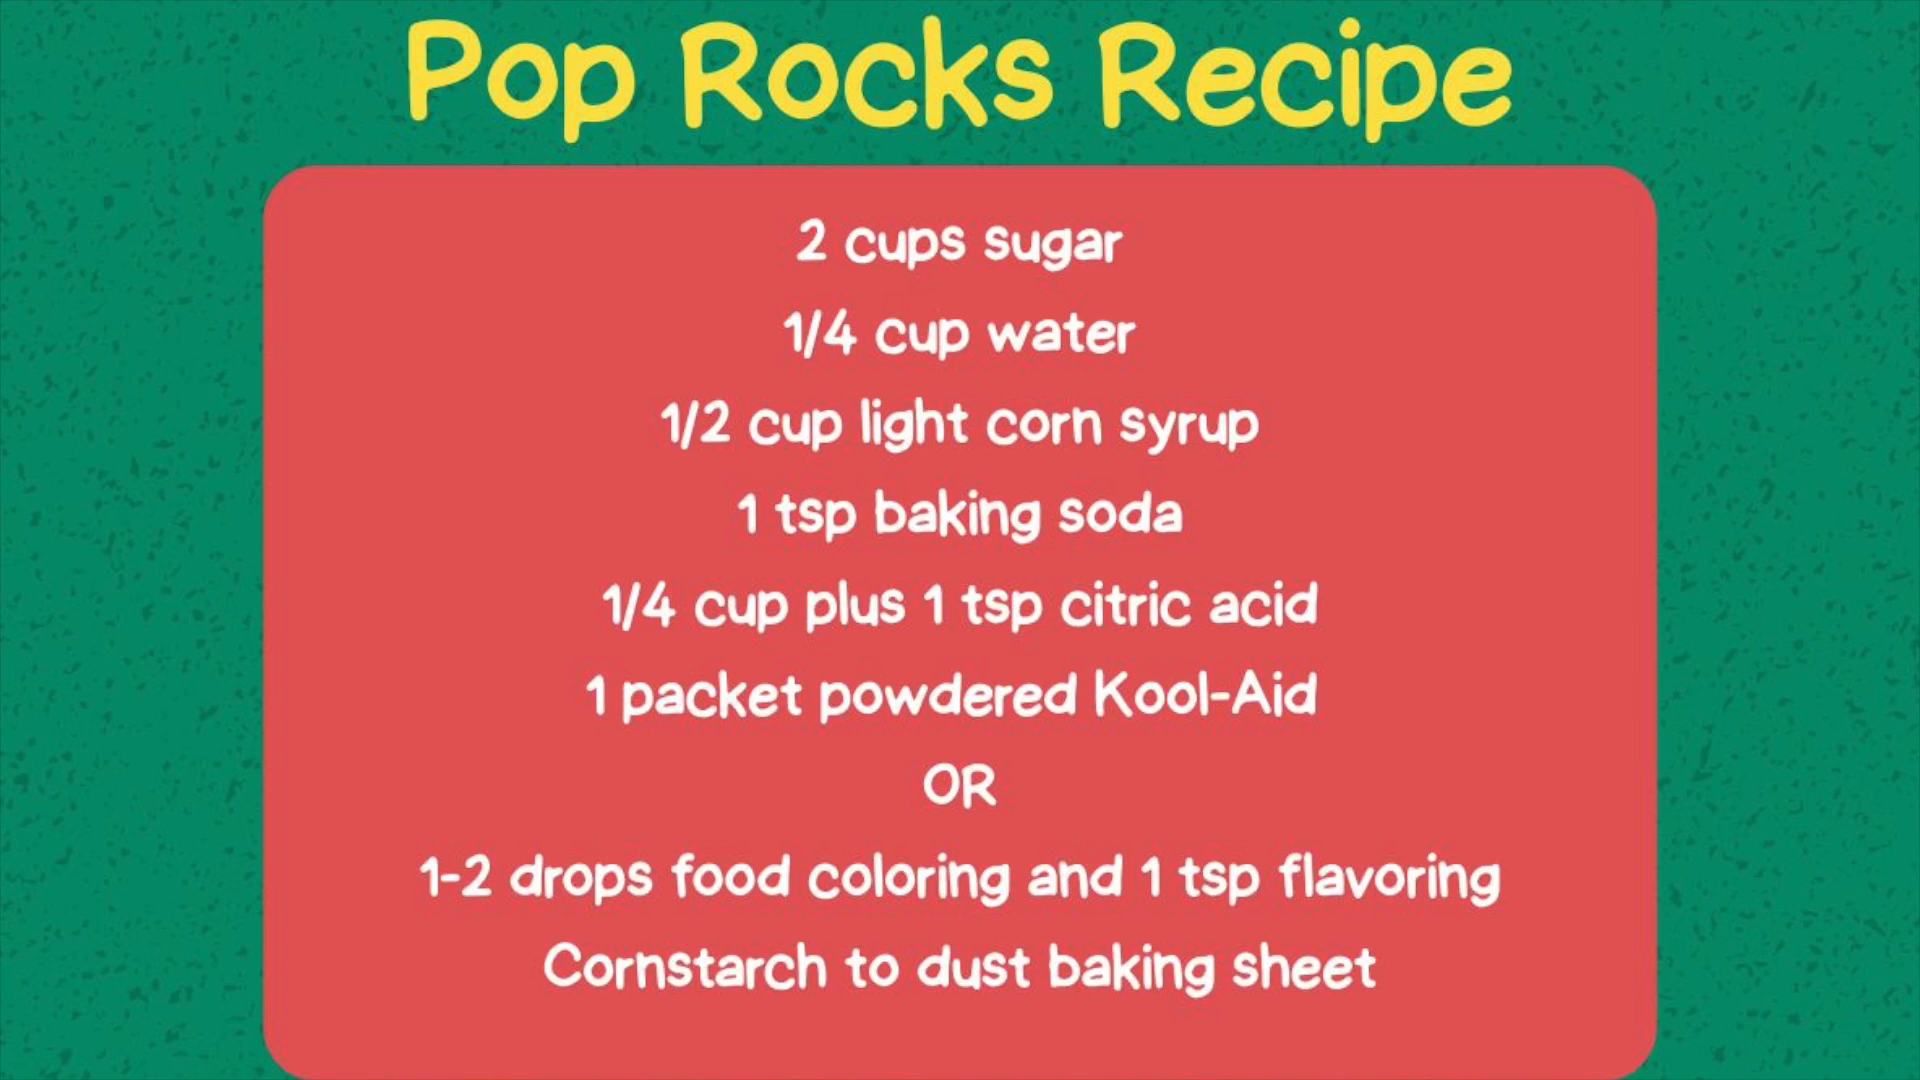 Pop Rocks Recipe
2 cups sugar
1/4 cup water
1/2 cup light corn syrup
1 tsp baking soda
1/4 cup plus 1 tsp citric acid
1 packet powdered Kool-Aid
OR
1-2 drops food coloring and 1 tsp flavoring
Cornstarch to dust baking sheet